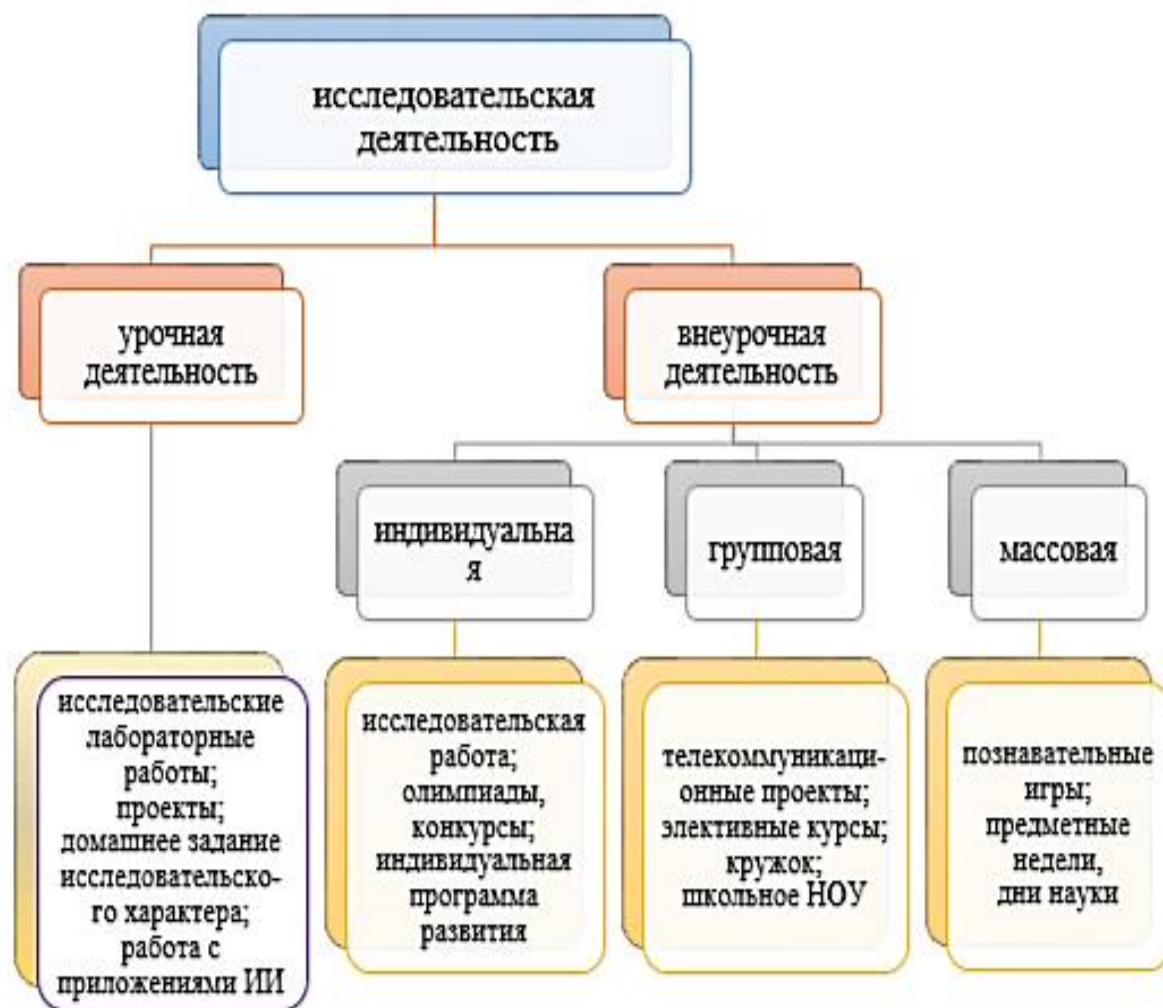 исследовательская
деятельность
урочная
деятельность
внеурочная
деятельность
индивидуальна
я
групповая
массовая
исследовательские
лабораторные
работы;
проекты;
домашнее задание
исследовательско-
го характера;
работа с
приложениями ИИ
исследовательская
работа;
олимпиады,
конкурсы;
индивидуальная
программа
развития
телекоммуникаци-
онные проекты;
элективные курсы;
кружок;
школьное НОУ
познавательные
игры;
предметные
недели,
дни науки